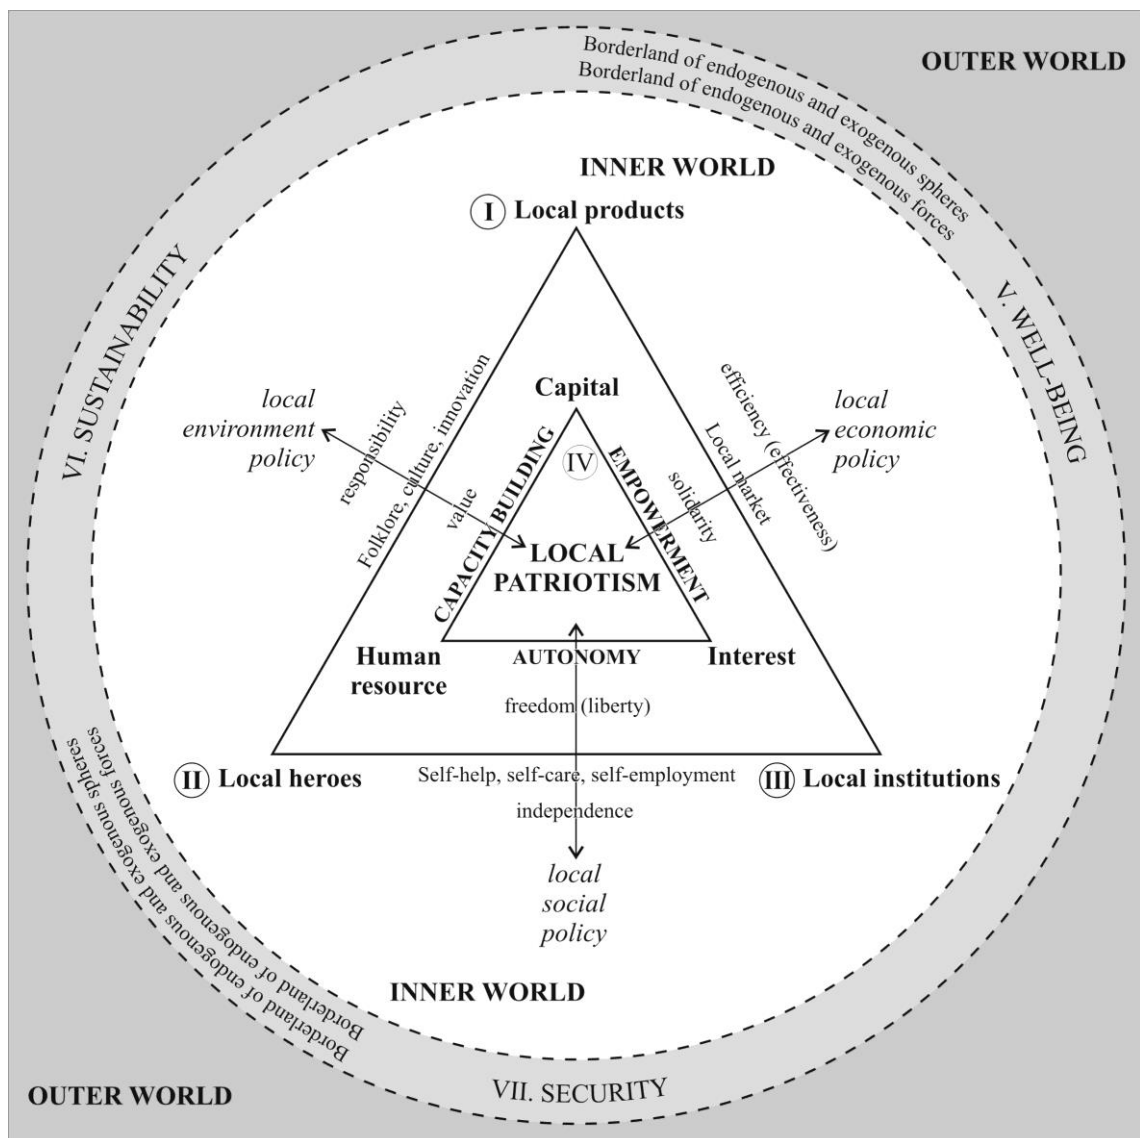 Borderland of endogenous and exogenous spheres
Borderland of endogenous and exogenous forces
OUTER WORLD
INNER WORLD
I Local products
VI. SUSTAINABILITY
V. WELL-BEING
Capital
local
environment
policy
responsibility
Folklore, culture, innovation
value
CAPACITY BUILDING
IV
EMPOWERMENT
solidarity
Local market
efficiency (effectiveness)
local
economic
policy
LOCAL
PATRIOTISM
Human
resource
AUTONOMY
Interest
freedom (liberty)
II Local heroes
Self-help, self-care, self-employment
III Local institutions
independence
local
social
policy
INNER WORLD
Borderland of endogenous and exogenous forces
Borderland of endogenous and exogenous spheres
VII. SECURITY
OUTER WORLD